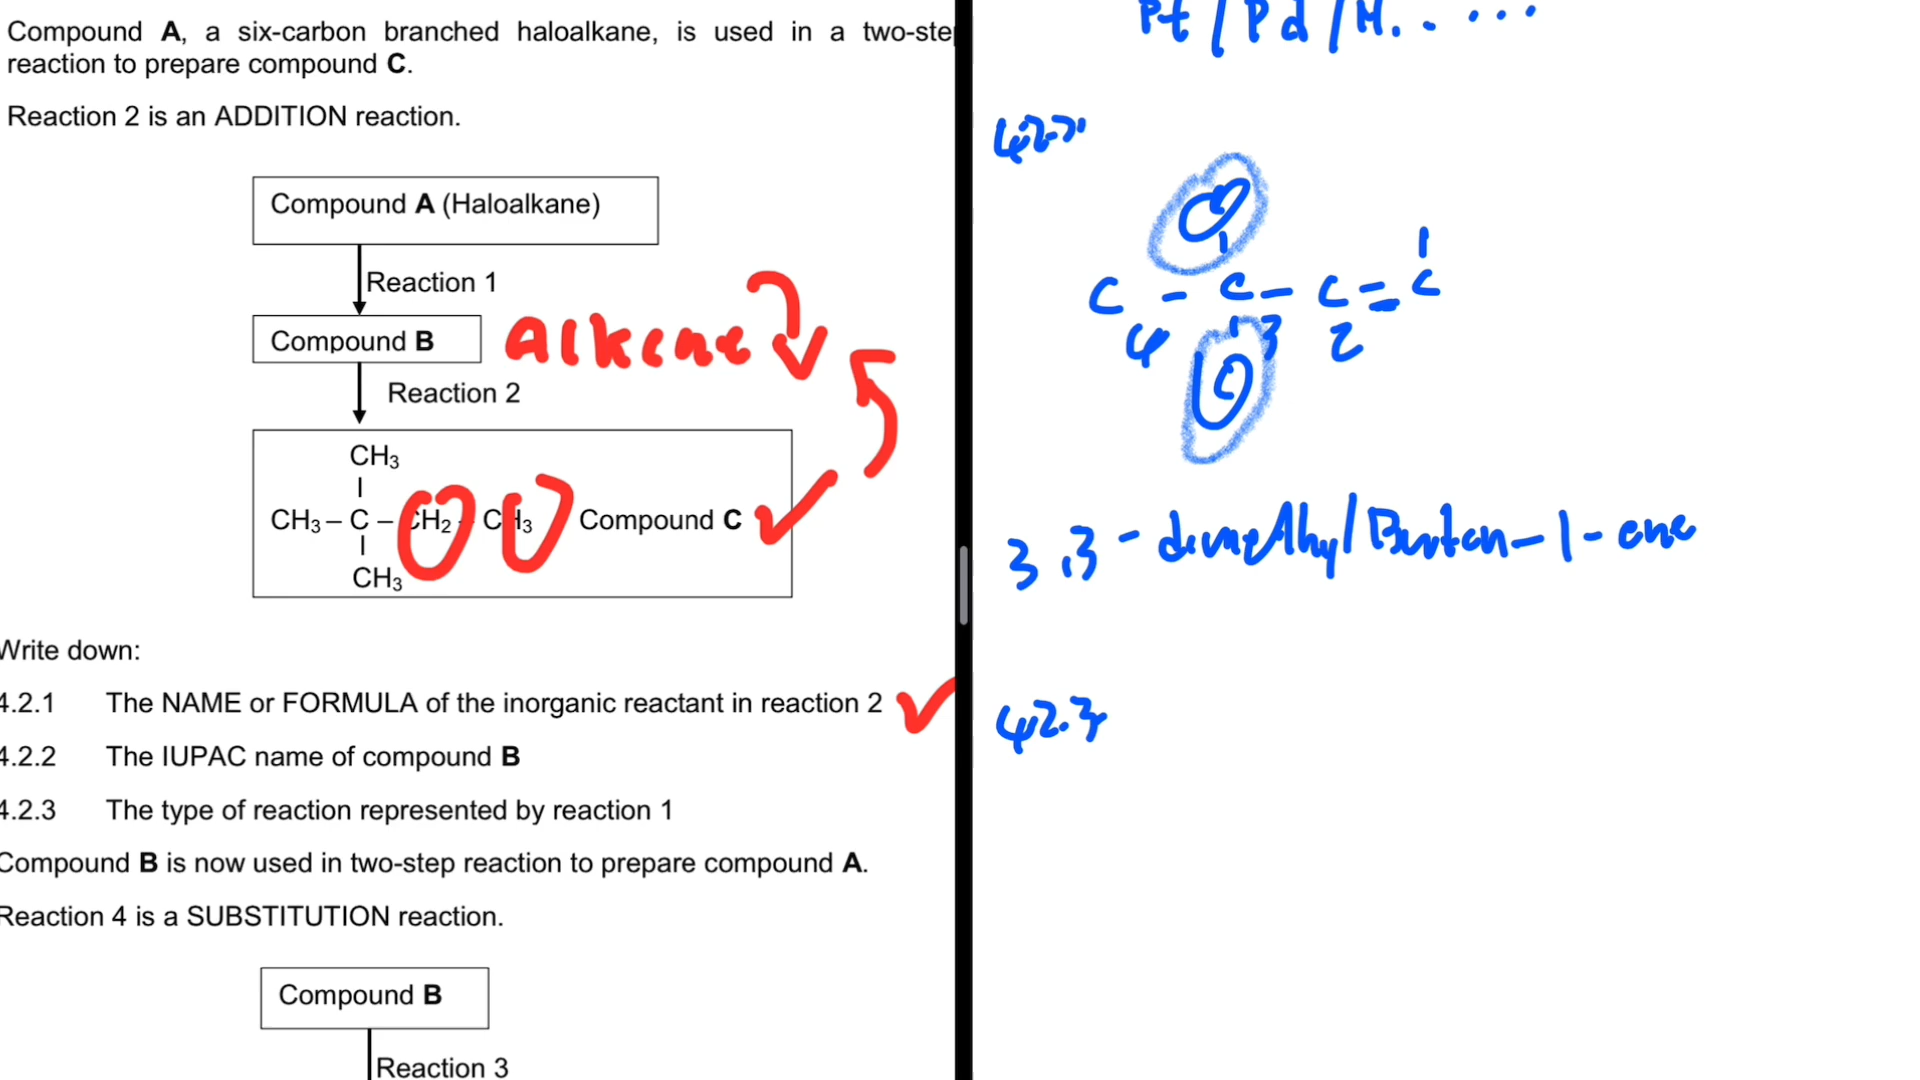 Compound A, a six-carbon branched haloalkane, is used in a two-ste
reaction to prepare compound C.
Reaction 2 is an ADDITION reaction.
Compound A (Haloalkane)
Reaction 1
Compound B
alkene
Reaction 2
CH₃
|
CH₃ – C – CH₂ – CH₃ Compound C
|
CH₃
Write down:
4.2.1 The NAME or FORMULA of the inorganic reactant in reaction 2
4.2.2 The IUPAC name of compound B
4.2.3 The type of reaction represented by reaction 1
Compound B is now used in two-step reaction to prepare compound A.
Reaction 4 is a SUBSTITUTION reaction.
Compound B
Reaction 3
Pt / Pd /
C
C – C – C = C
4 3 2 1
C
3,3 - dimethylButan-1-ene
4.2.3